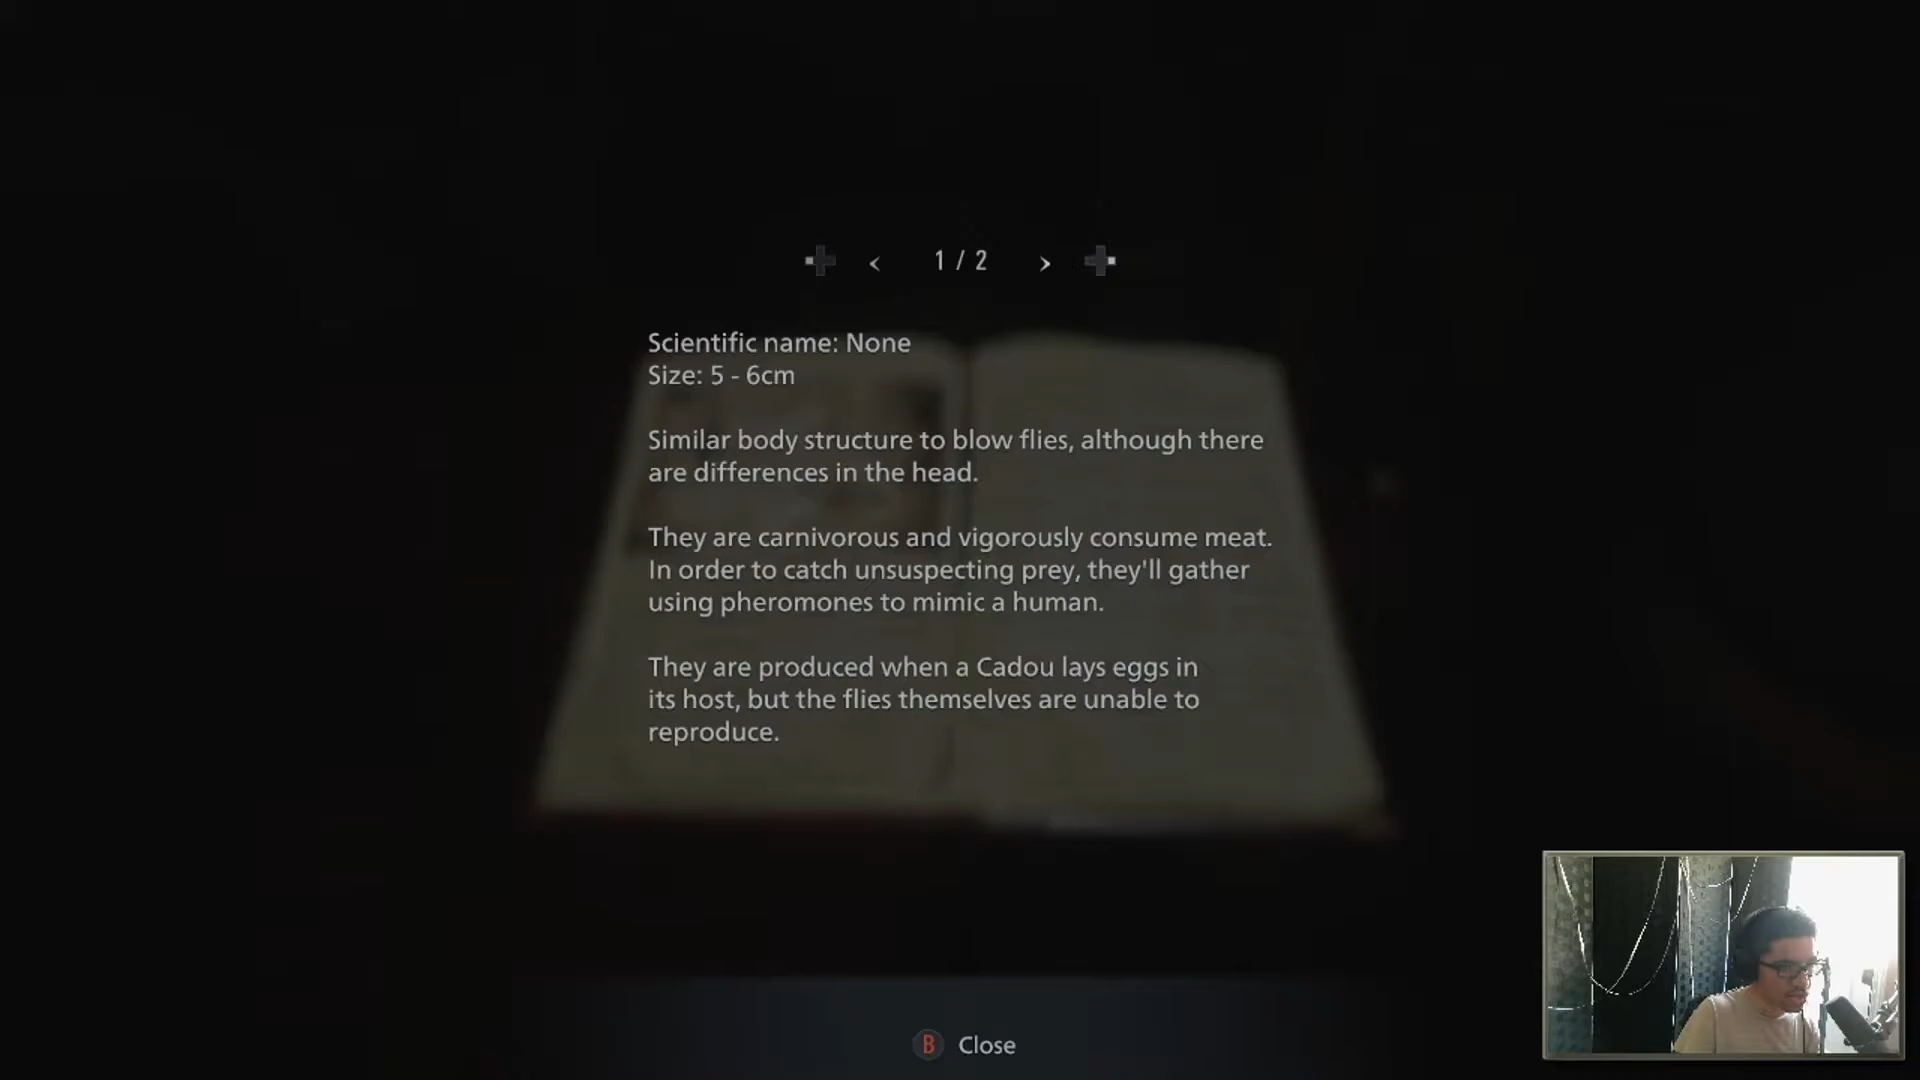 < 1 / 2 >
Scientific name: None
Size: 5 - 6cm
Similar body structure to blow flies, although there
are differences in the head.
They are carnivorous and vigorously consume meat.
In order to catch unsuspecting prey, they'll gather
using pheromones to mimic a human.
They are produced when a Cadou lays eggs in
its host, but the flies themselves are unable to
reproduce.
B Close